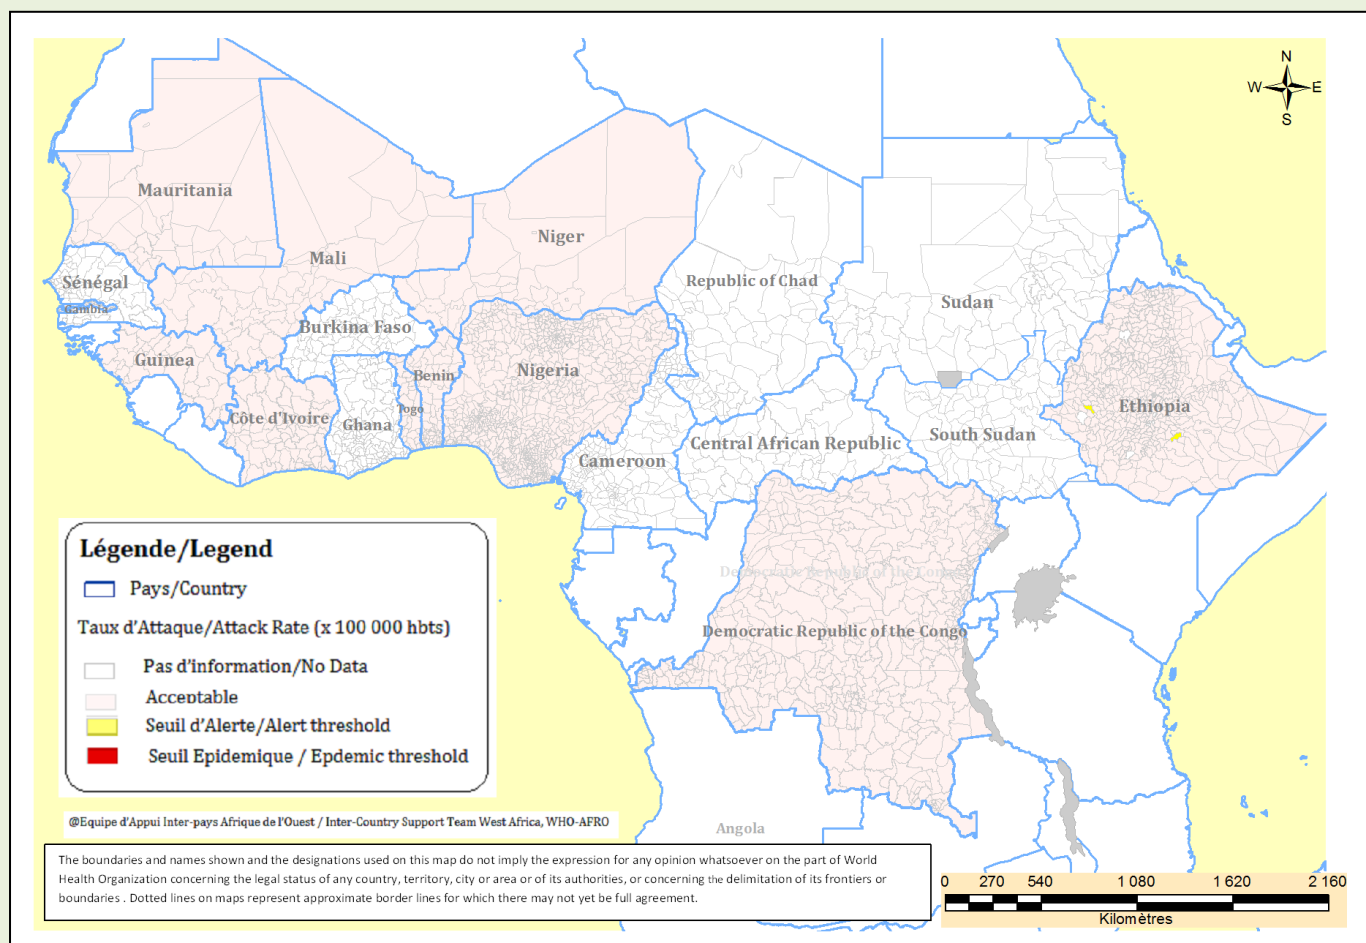 N
W E
S
Mauritania
Mali
Niger
Sénégal
Gambia
Republic of Chad
Sudan
Burkina Faso
Guinea
Nigeria
Benin
Togo
Côte d'Ivoire
Ghana
Ethiopia
Central African Republic
South Sudan
Cameroon
Democratic Republic of the Congo
Democratic Republic of the Congo
Angola
Légende/Legend
Pays/Country
Taux d'Attaque/Attack Rate (x 100 000 hbts)
Pas d'information/No Data
Acceptable
Seuil d'Alerte/Alert threshold
Seuil Epidemique / Epdemic threshold
@Equipe d'Appui Inter-pays Afrique de l'Ouest / Inter-Country Support Team West Africa, WHO-AFRO
The boundaries and names shown and the designations used on this map do not imply the expression for any opinion whatsoever on the part of World
Health Organization concerning the legal status of any country, territory, city or area or of its authorities, or concerning the delimitation of its frontiers or
boundaries . Dotted lines on maps represent approximate border lines for which there may not yet be full agreement.
0 270 540 1 080 1 620 2 160
Kilomètres